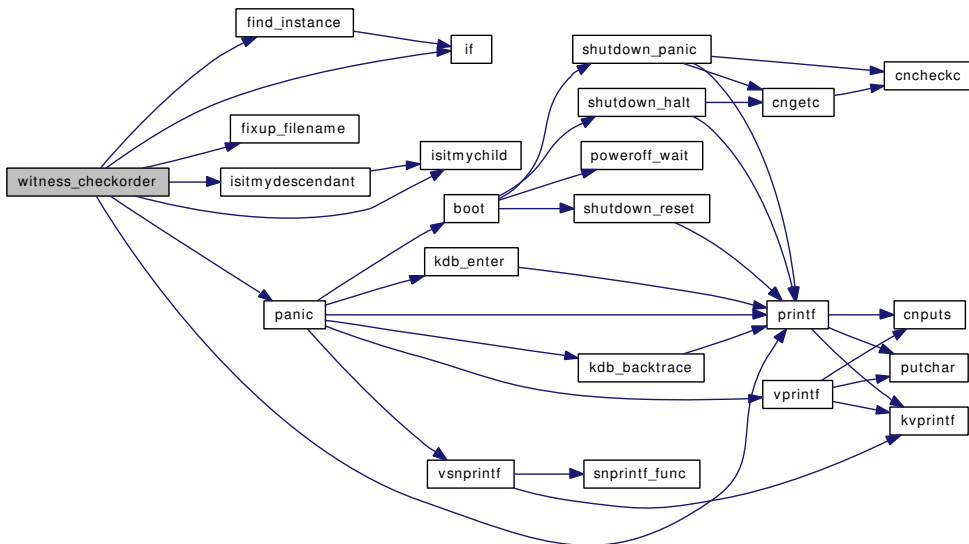 find_instance
if
shutdown_panic
cncheckc
shutdown_halt
cngetc
fixup_filename
isitmychild
poweroff_wait
witness_checkorder
isitmydescendant
boot
shutdown_reset
kdb_enter
panic
printf
cnputs
kdb_backtrace
putchar
vprintf
kvprintf
vsnprintf
snprintf_func